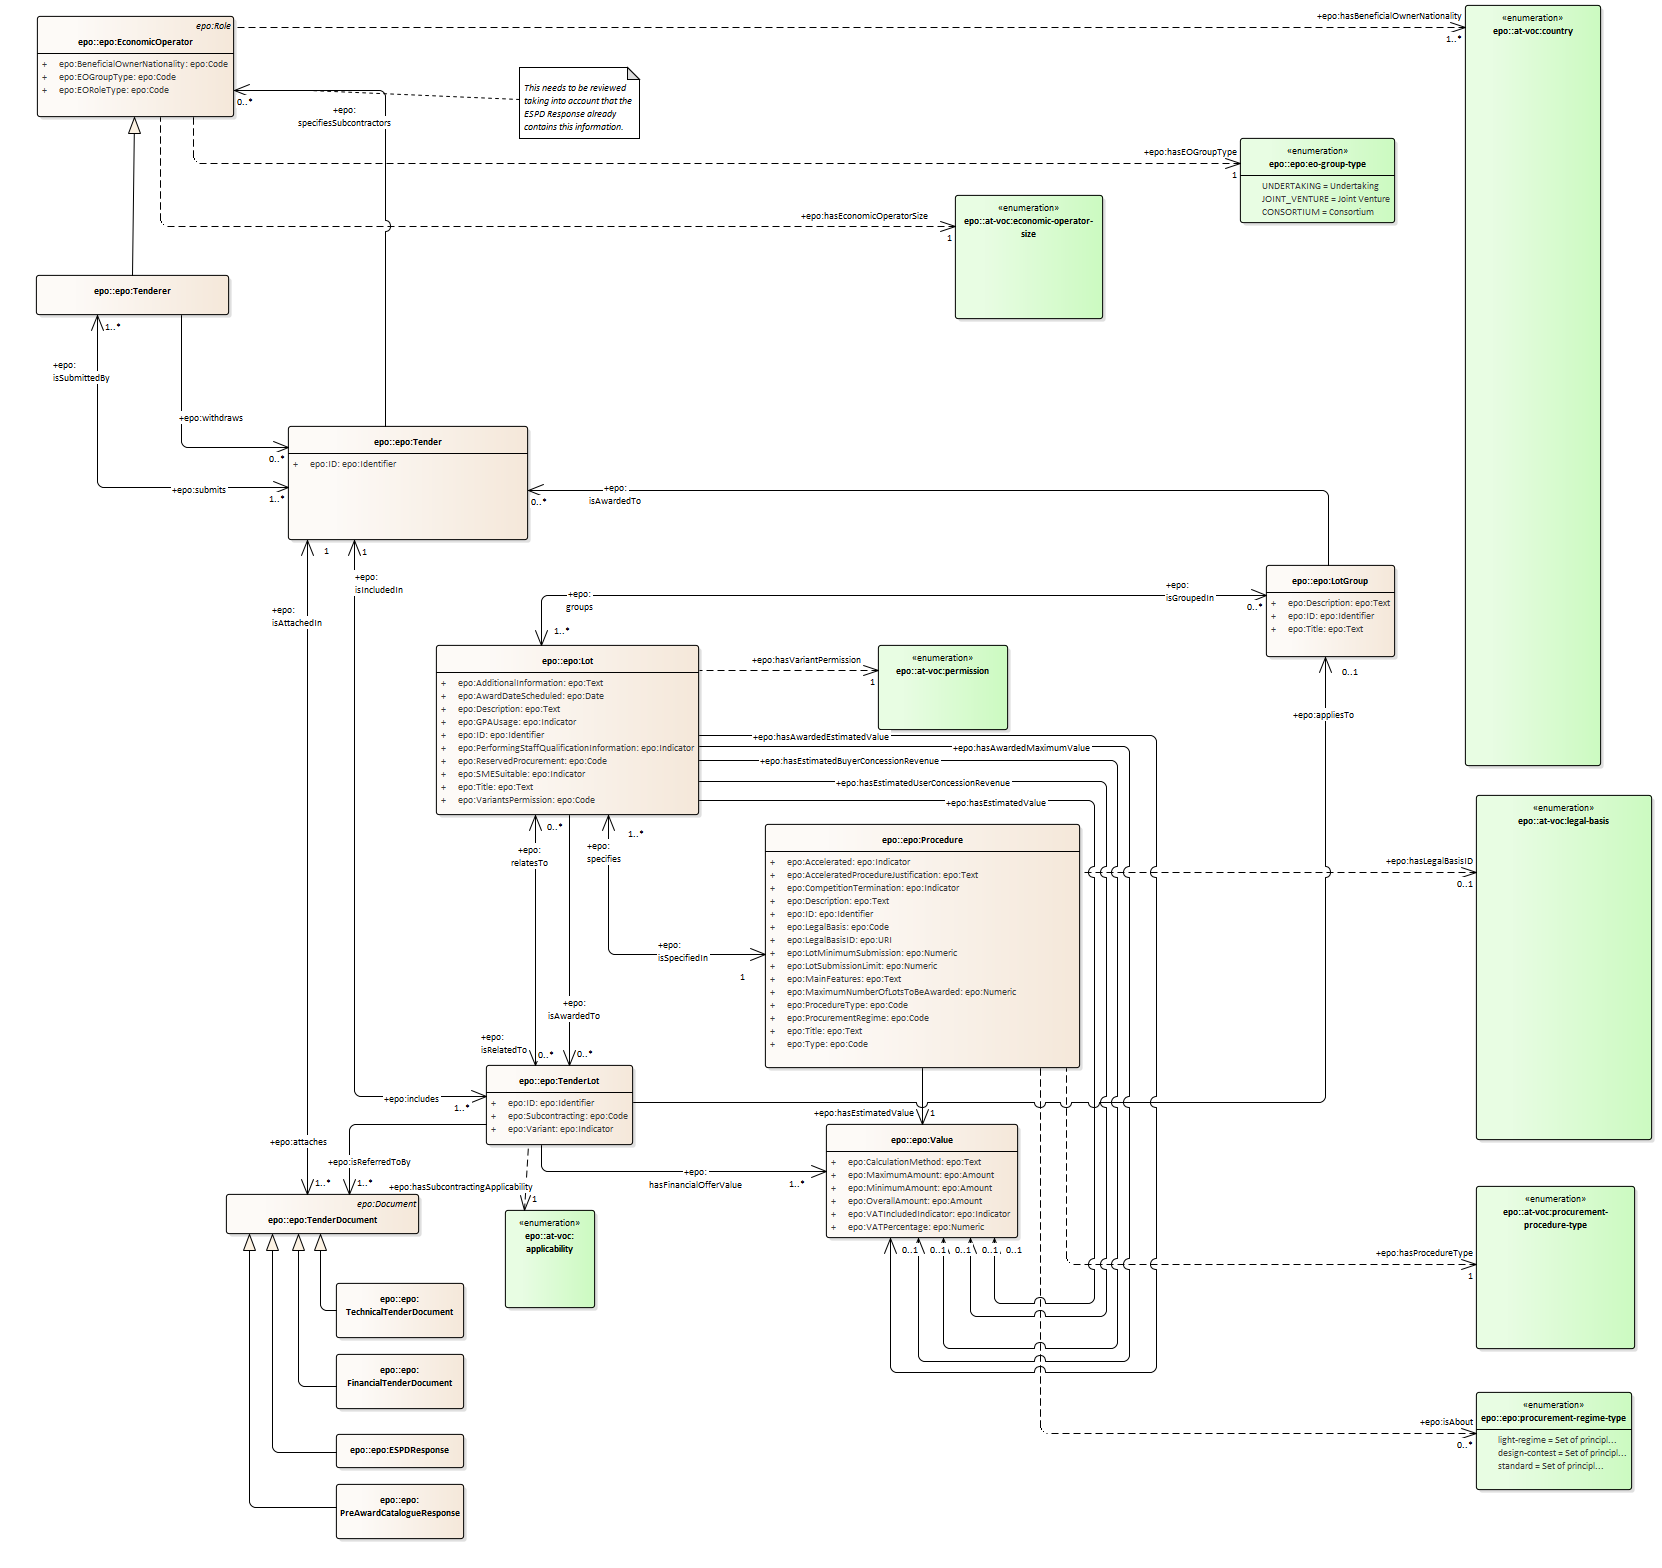 epo:Role
epo::epo:EconomicOperator
+ epo:BeneficialOwnerNationality: epo:Code
+ epo:EOGroupType: epo:Code
+ epo:EORoleType: epo:Code
+epo:hasBeneficialOwnerNationality
1..*
«enumeration»
epo::at-voc:country
0..*
+epo:
specifiesSubcontractors
This needs to be reviewed
taking into account that the
ESPD Response already
contains this information.
+epo:hasEOGroupType
1
«enumeration»
epo::epo:eo-group-type
UNDERTAKING = Undertaking
JOINT_VENTURE = Joint Venture
CONSORTIUM = Consortium
+epo:hasEconomicOperatorSize
1
«enumeration»
epo::at-voc:economic-operator-
size
epo::epo:Tenderer
1..*
+epo:
isSubmittedBy
+epo:withdraws
0..*
+epo:submits
1..*
epo::epo:Tender
+ epo:ID: epo:Identifier
+epo:
isAwardedTo
0..*
1
1
+epo:
isIncludedIn
+epo:
isAttachedIn
epo::epo:LotGroup
+ epo:Description: epo:Text
+ epo:ID: epo:Identifier
+ epo:Title: epo:Text
+epo:
groups
1..*
+epo:
isGroupedIn
0..*
0..1
+epo:appliesTo
epo::epo:Lot
+ epo:AdditionalInformation: epo:Text
+ epo:AwardDateScheduled: epo:Date
+ epo:Description: epo:Text
+ epo:GPAUsage: epo:Indicator
+ epo:ID: epo:Identifier
+ epo:PerformingStaffQualificationInformation: epo:Indicator
+ epo:ReservedProcurement: epo:Code
+ epo:SMESuitable: epo:Indicator
+ epo:Title: epo:Text
+ epo:VariantsPermission: epo:Code
+epo:hasVariantPermission
1
«enumeration»
epo::at-voc:permission
+epo:hasAwardedEstimatedValue
+epo:hasAwardedMaximumValue
+epo:hasEstimatedBuyerConcessionRevenue
+epo:hasEstimatedUserConcessionRevenue
+epo:hasEstimatedValue
0..*
+epo:
relatesTo
1..*
+epo:
specifies
+epo:
isSpecifiedIn
1
epo::epo:Procedure
+ epo:Accelerated: epo:Indicator
+ epo:AcceleratedProcedureJustification: epo:Text
+ epo:CompetitionTermination: epo:Indicator
+ epo:Description: epo:Text
+ epo:ID: epo:Identifier
+ epo:LegalBasis: epo:Code
+ epo:LegalBasisID: epo:URI
+ epo:LotMinimumSubmission: epo:Numeric
+ epo:LotSubmissionLimit: epo:Numeric
+ epo:MainFeatures: epo:Text
+ epo:MaximumNumberOfLotsToBeAwarded: epo:Numeric
+ epo:ProcedureType: epo:Code
+ epo:ProcurementRegime: epo:Code
+ epo:Title: epo:Text
+ epo:Type: epo:Code
+epo:hasLegalBasisID
0..1
«enumeration»
epo::at-voc:legal-basis
+epo:
isAwardedTo
0..*
+epo:
isRelatedTo
0..*
epo::epo:TenderLot
+ epo:ID: epo:Identifier
+ epo:Subcontracting: epo:Code
+ epo:Variant: epo:Indicator
+epo:includes
1..*
+epo:hasEstimatedValue
1
epo::epo:Value
+ epo:CalculationMethod: epo:Text
+ epo:MaximumAmount: epo:Amount
+ epo:MinimumAmount: epo:Amount
+ epo:OverallAmount: epo:Amount
+ epo:VATIncludedIndicator: epo:Indicator
+ epo:VATPercentage: epo:Numeric
0..1
0..1
0..1
0..1
0..1
+epo:
hasFinancialOfferValue
1..*
+epo:attaches
1..*
+epo:isReferredToBy
1..*
+epo:hasSubcontractingApplicability
1
«enumeration»
epo::at-voc:
applicability
epo:Document
epo::epo:TenderDocument
epo::epo:
TechnicalTenderDocument
epo::epo:
FinancialTenderDocument
epo::epo:ESPDResponse
epo::epo:
PreAwardCatalogueResponse
+epo:hasProcedureType
1
«enumeration»
epo::at-voc:procurement-
procedure-type
+epo:isAbout
0..*
«enumeration»
epo::epo:procurement-regime-type
light-regime = Set of principl...
design-contest = Set of principl...
standard = Set of principl...